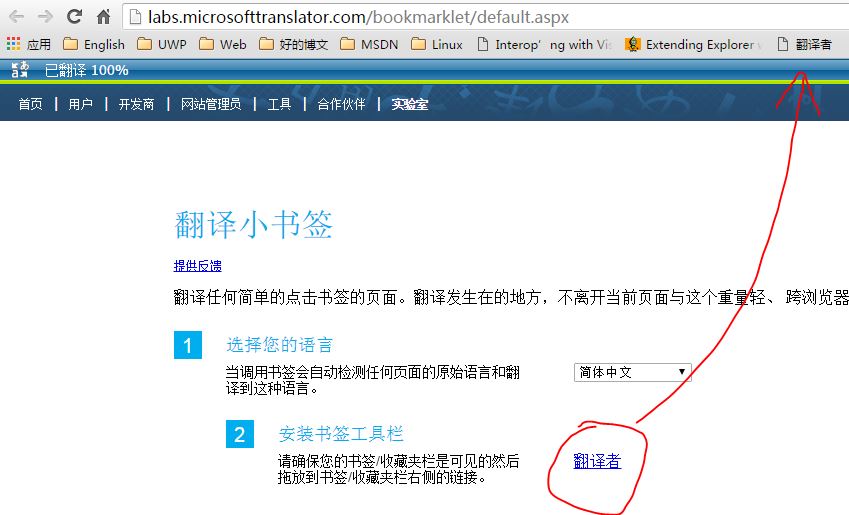 labs.microsofttranslator.com/bookmarklet/default.aspx
应用 English UWP Web 好的博文 MSDN Linux Interop'ng with Vis Extending Explorer 翻译者
已翻译 100%
首页 | 用户 | 开发商 | 网站管理员 | 工具 | 合作伙伴 | 实验室
翻译小书签
提供反馈
翻译任何简单的点击书签的页面。翻译发生在的地方，不离开当前页面与这个重量轻、跨浏览器
1 选择您的语言
当调用书签会自动检测任何页面的原始语言和翻 简体中文
译到这种语言。
2 安装书签工具栏
请确保您的书签/收藏夹栏是可见的然后 翻译者
拖放到书签/收藏夹栏右侧的链接。